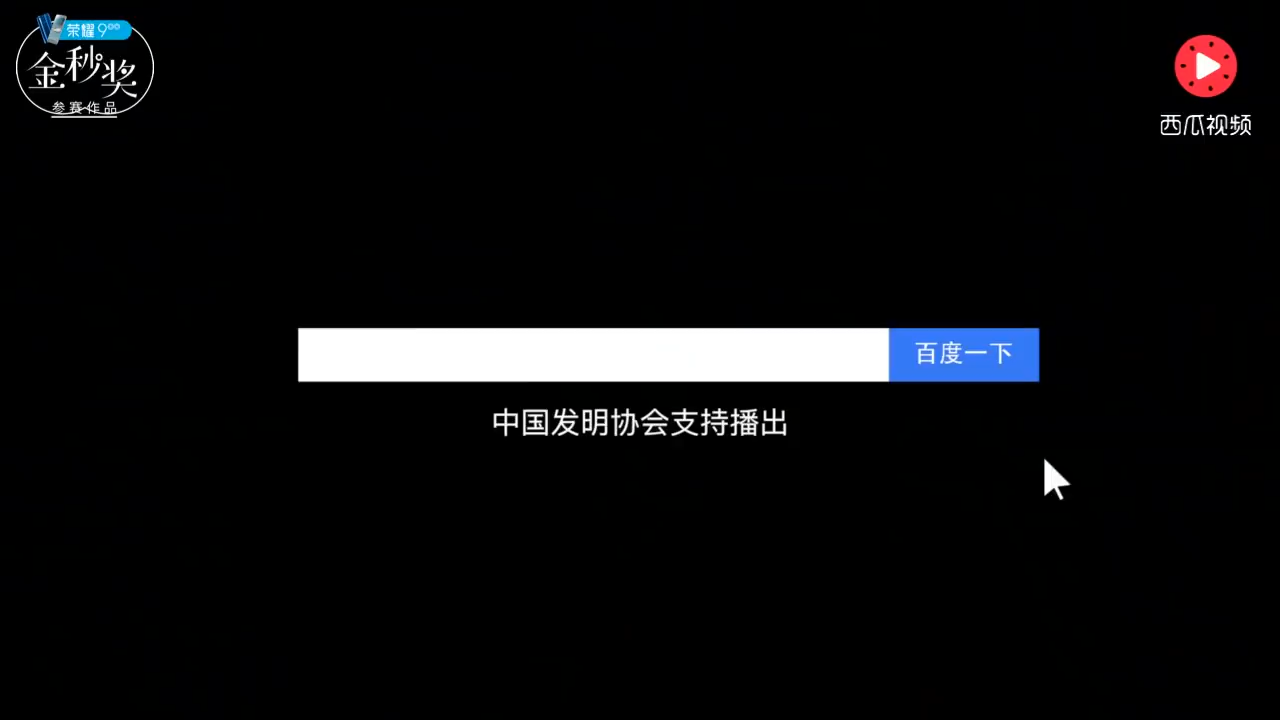 荣耀 9
金秒奖
参赛作品
西瓜视频
百度一下
中国发明协会支持播出